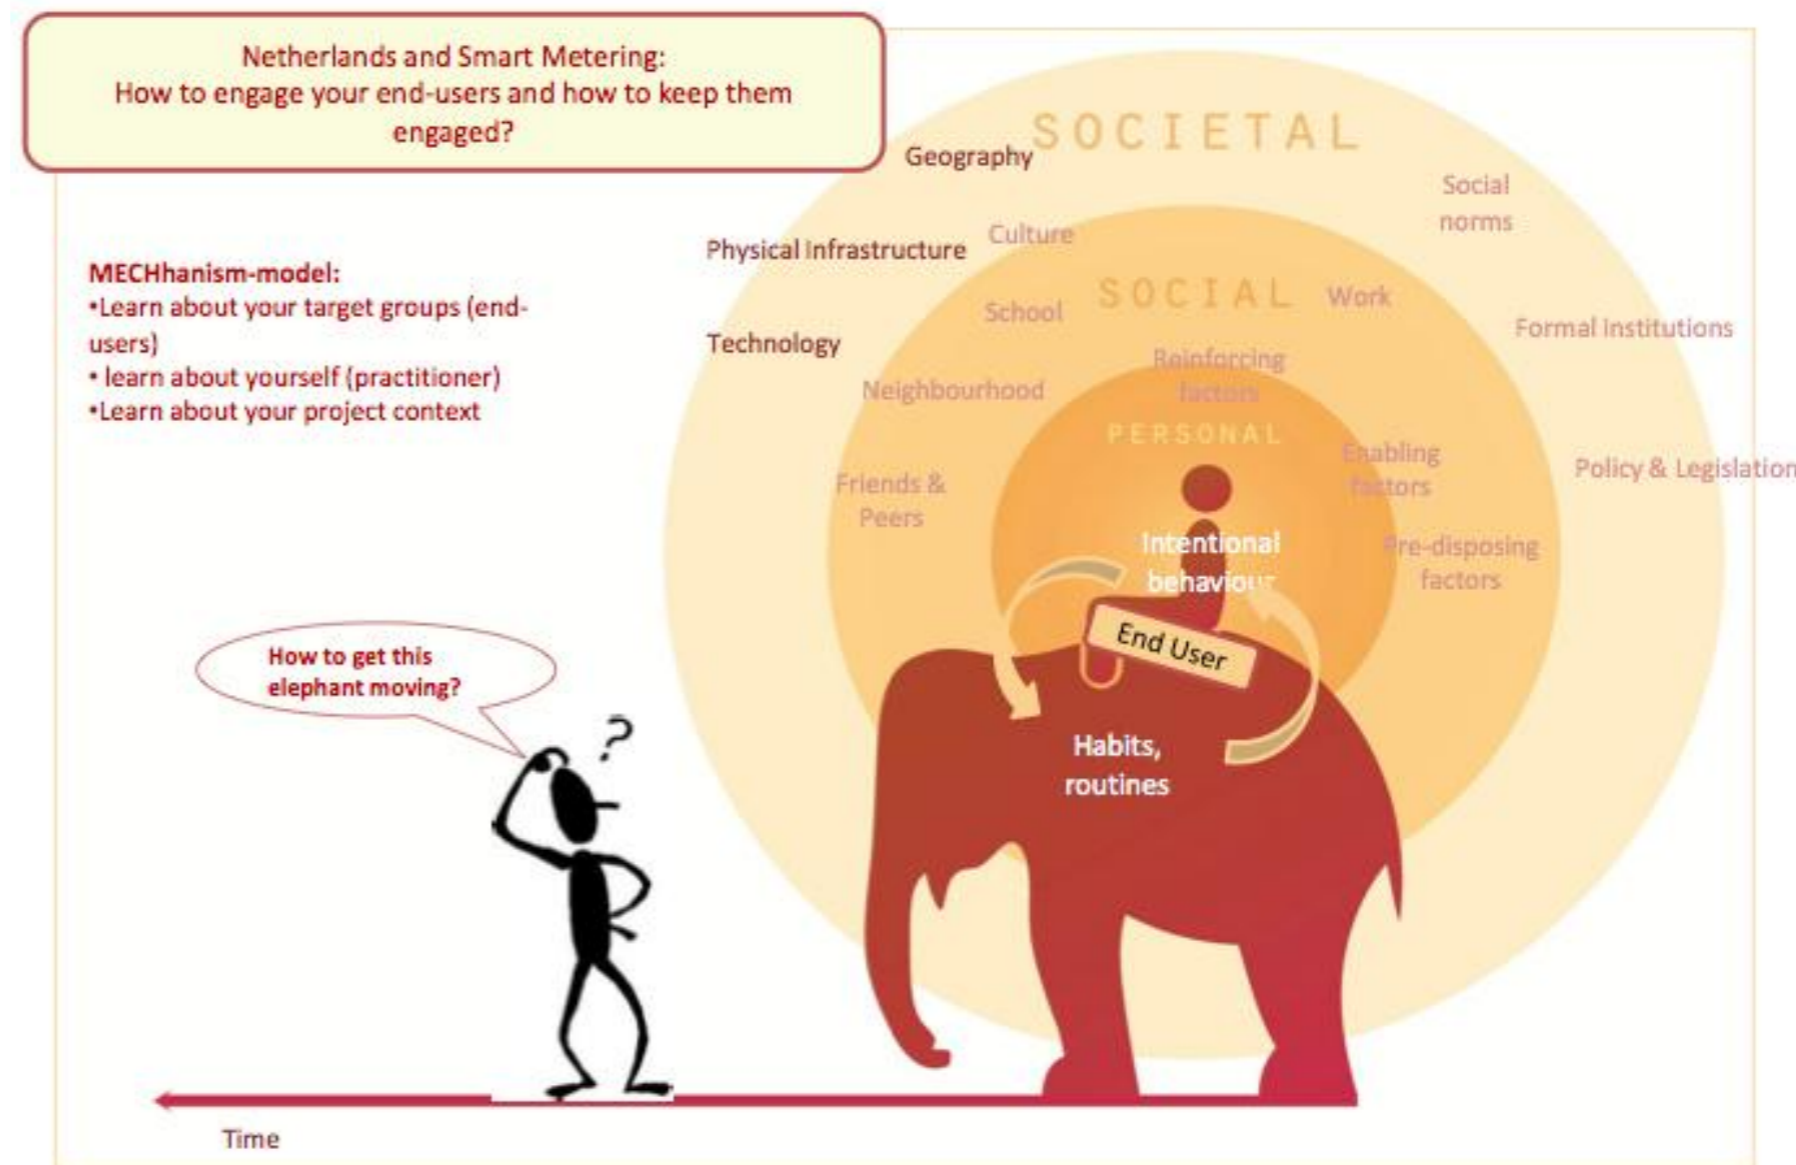 Netherlands and Smart Metering:
How to engage your end-users and how to keep them
engaged?
SOCIETAL
Geography
Social
norms
Culture
Physical Infrastructure
MECHhanism-model:
•Learn about your target groups (end-
users)
• learn about yourself (practitioner)
•Learn about your project context
SOCIAL
Work
School
Formal Institutions
Technology
Reinforcing
factors
Neighbourhood
PERSONAL
Enabling
factors
Policy & Legislation
Friends &
Peers
Intentional
behaviour
Pre-disposing
factors
End User
How to get this
elephant moving?
?
Habits,
routines
Time